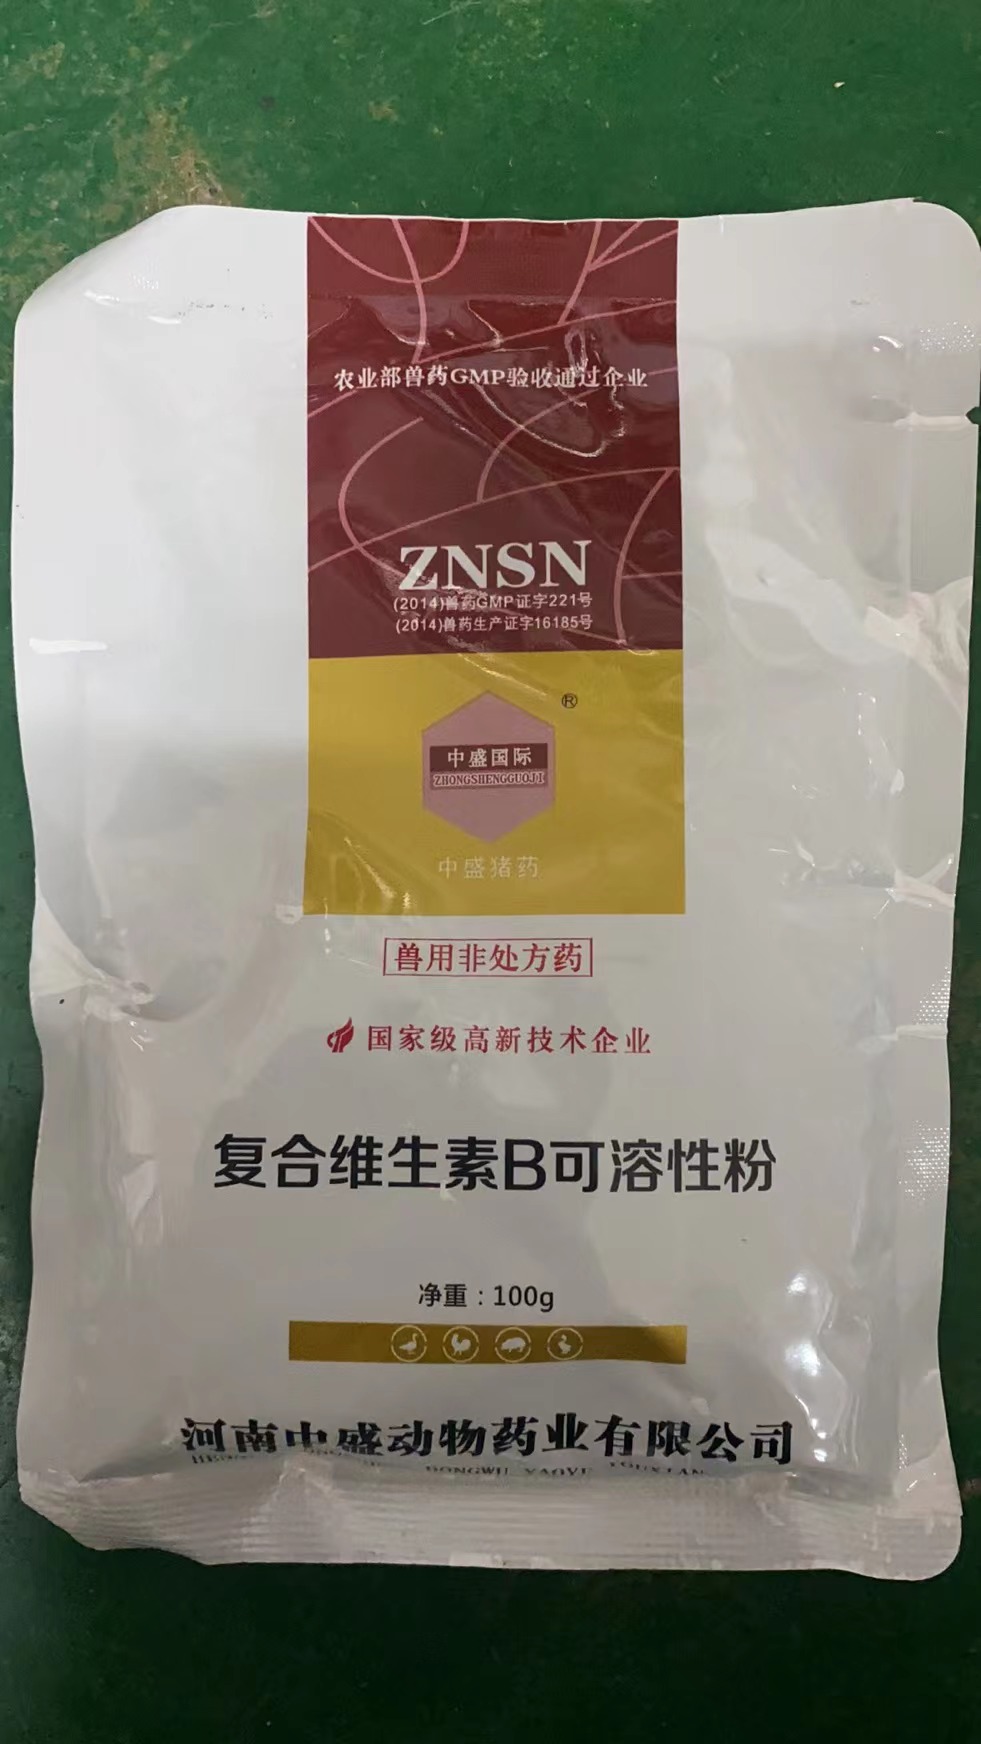 农业部兽药GMP验收通过企业
ZNSN
(2014)兽药GMP证字221号
(2014)兽药生产证字16185号
®
中盛国际
ZHONGSHENGGUOJI
中盛猪药
兽用非处方药
国家级高新技术企业
复合维生素B可溶性粉
净重：100g
河南中盛动物药业有限公司
DONGWU YAOYE